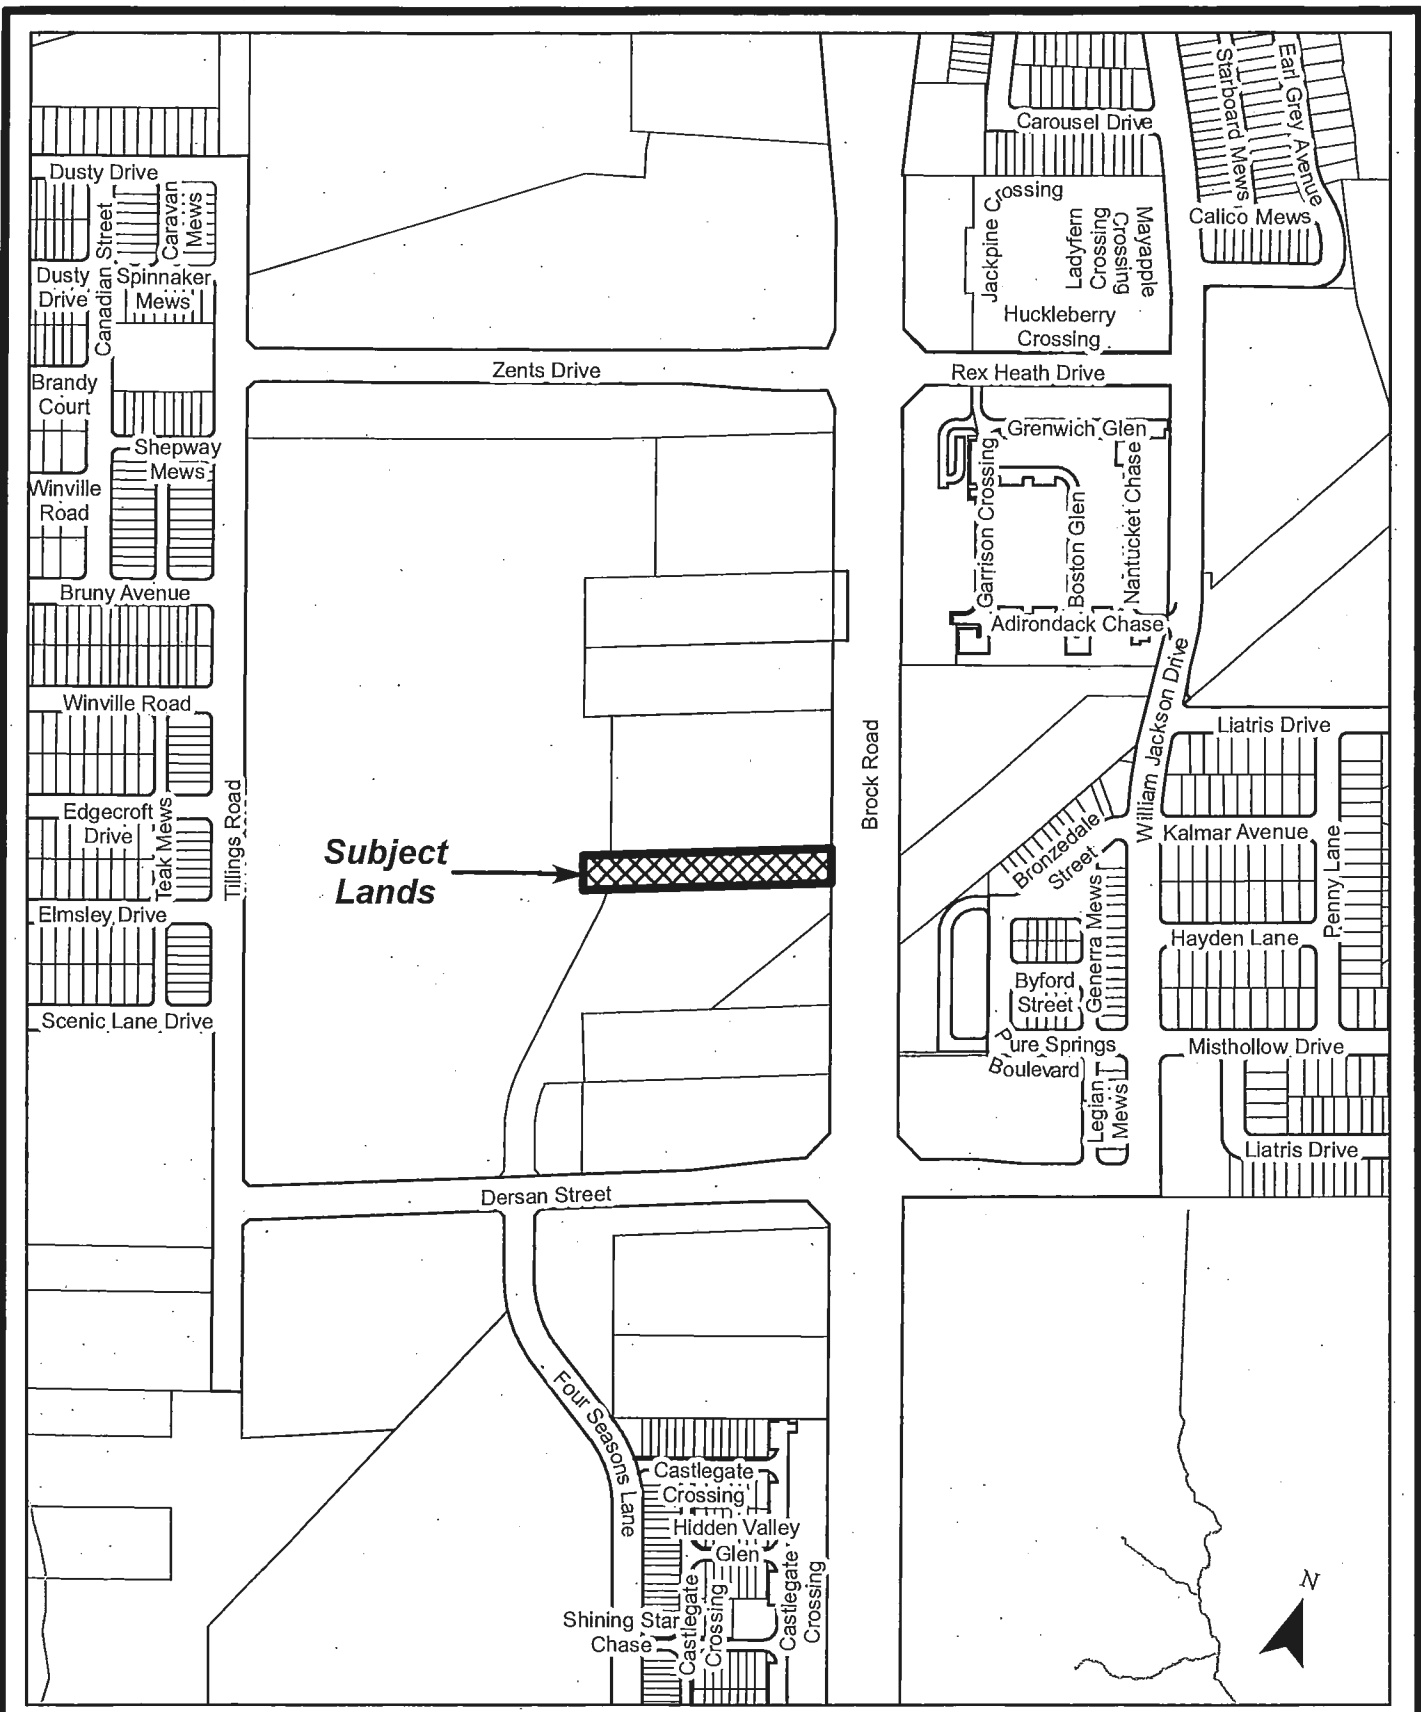 Starboard Mews
Earl Grey Avenue
Carousel Drive
Dusty Drive
Canadian Street
Caravan
Mews
Jackpine Crossing
Ladyfern
Crossing
Mayapple
Crossing
Calico Mews
Dusty
Drive
Spinnaker
Mews
Huckleberry
Crossing
Zents Drive
Rex Heath Drive
Brandy
Court
Grenwich Glen
Shepway
Mews
Garrison Crossing
Boston Glen
Nantucket Chase
Winville
Road
Bruny Avenue
Adirondack Chase
William Jackson Drive
Winville Road
Liatris Drive
Brock Road
Tillings Road
Edgecroft
Drive
Teak Mews
Subject
Lands
Kalmar Avenue
Bronzedale
Street
Penny Lane
Generra Mews
Elmsley Drive
Hayden Lane
Byford
Street
Scenic Lane Drive
Pure Springs
Boulevard
Misthollow Drive
Legian
Mews
Liatris Drive
Dersan Street
Four Seasons Lane
Castlegate
Crossing
Hidden Valley
Glen
Castlegate
Crossing
Castlegate
Crossing
Shining Star
Chase
N